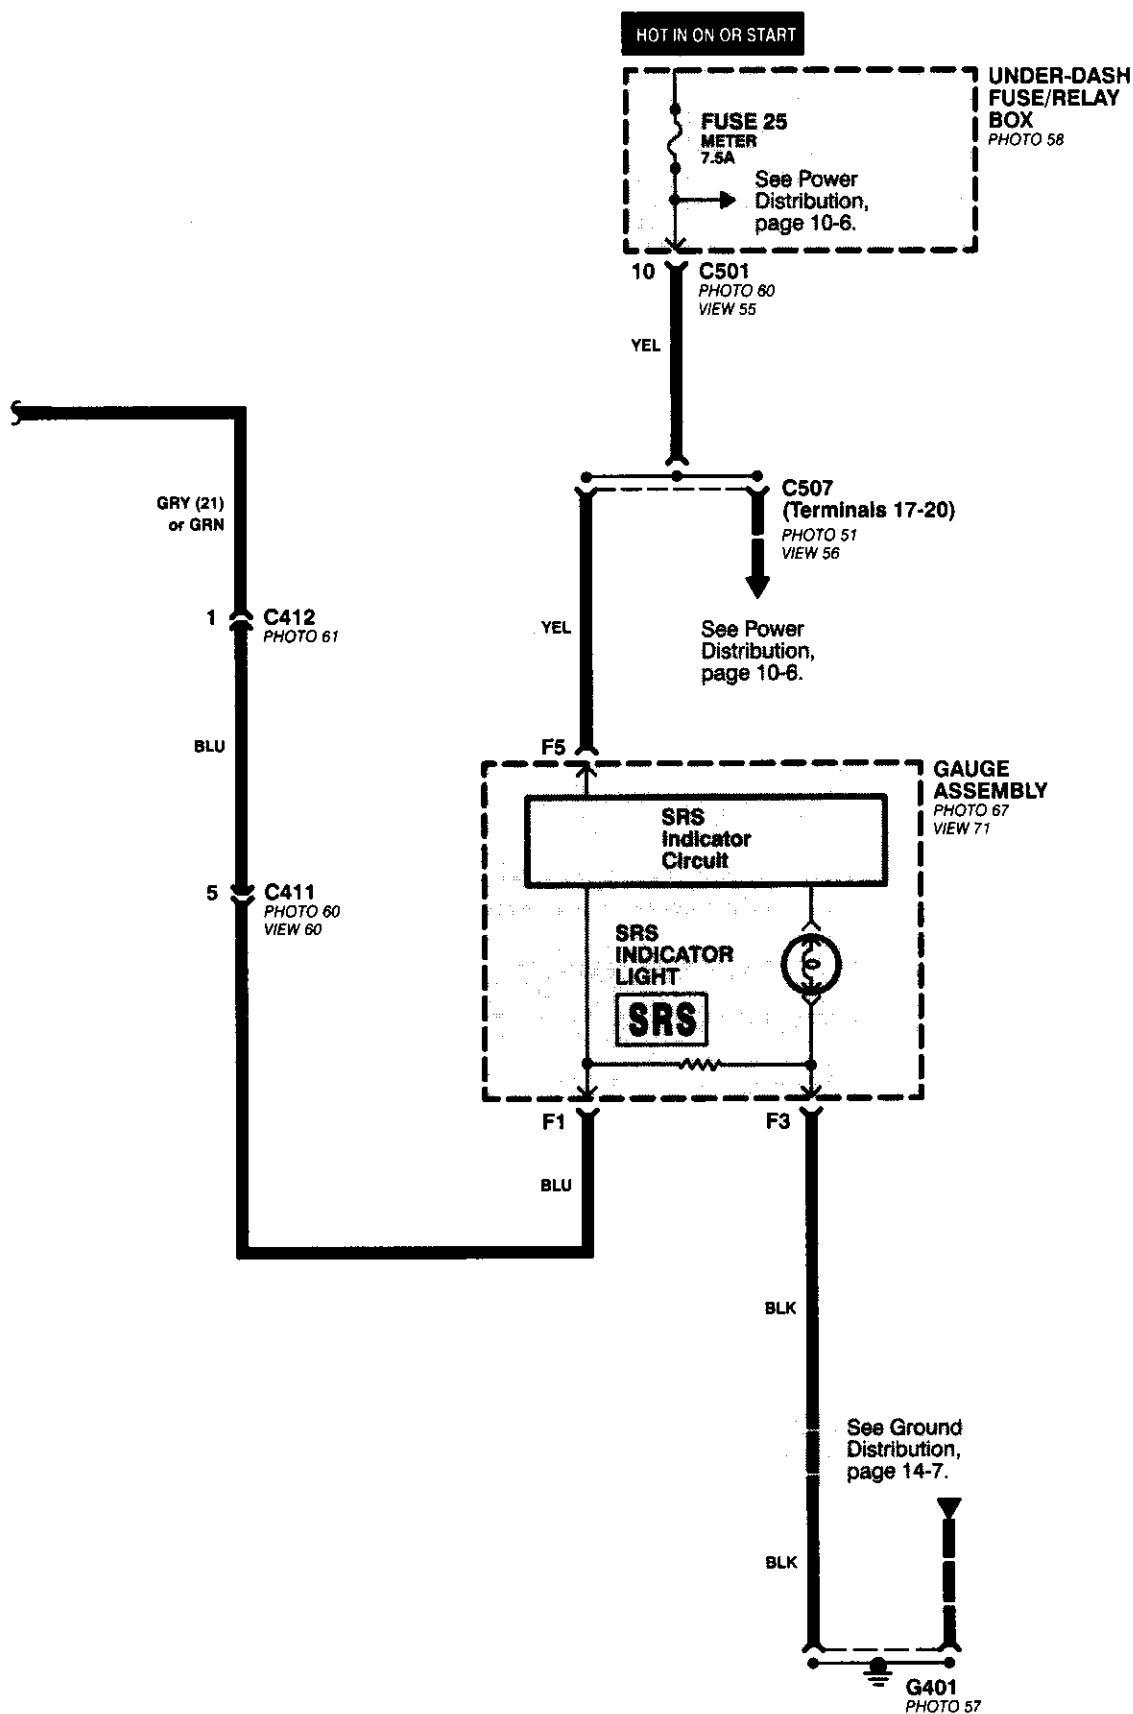 HOT IN ON OR START
UNDER-DASH
FUSE/RELAY
BOX
PHOTO 58
FUSE 25
METER
7.5A
See Power
Distribution,
page 10-6.
10
C501
PHOTO 60
VIEW 55
YEL
C507
(Terminals 17-20)
PHOTO 51
VIEW 56
GRY (21)
or GRN
1
C412
PHOTO 61
YEL
See Power
Distribution,
page 10-6.
BLU
F5
GAUGE
ASSEMBLY
PHOTO 67
VIEW 71
SRS
Indicator
Circuit
5
C411
PHOTO 60
VIEW 60
SRS
INDICATOR
LIGHT
SRS
F1
F3
BLU
BLK
See Ground
Distribution,
page 14-7.
BLK
G401
PHOTO 57